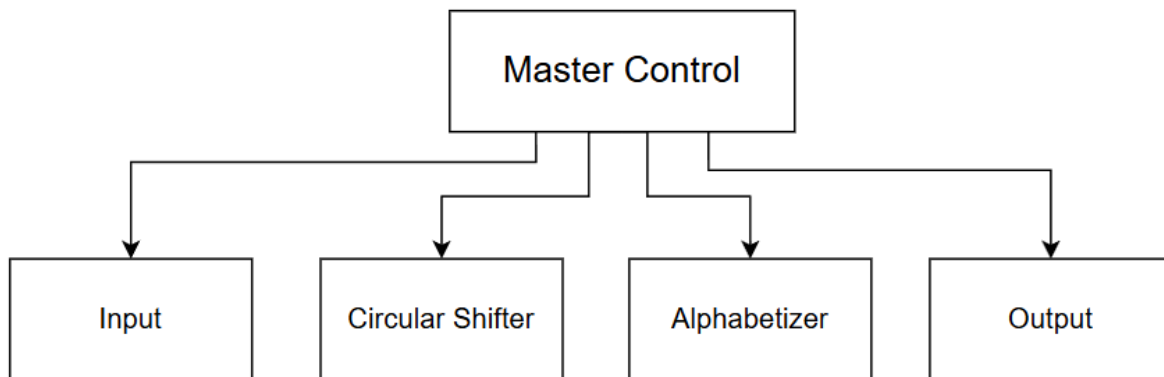 Master Control
Input
Circular Shifter
Alphabetizer
Output